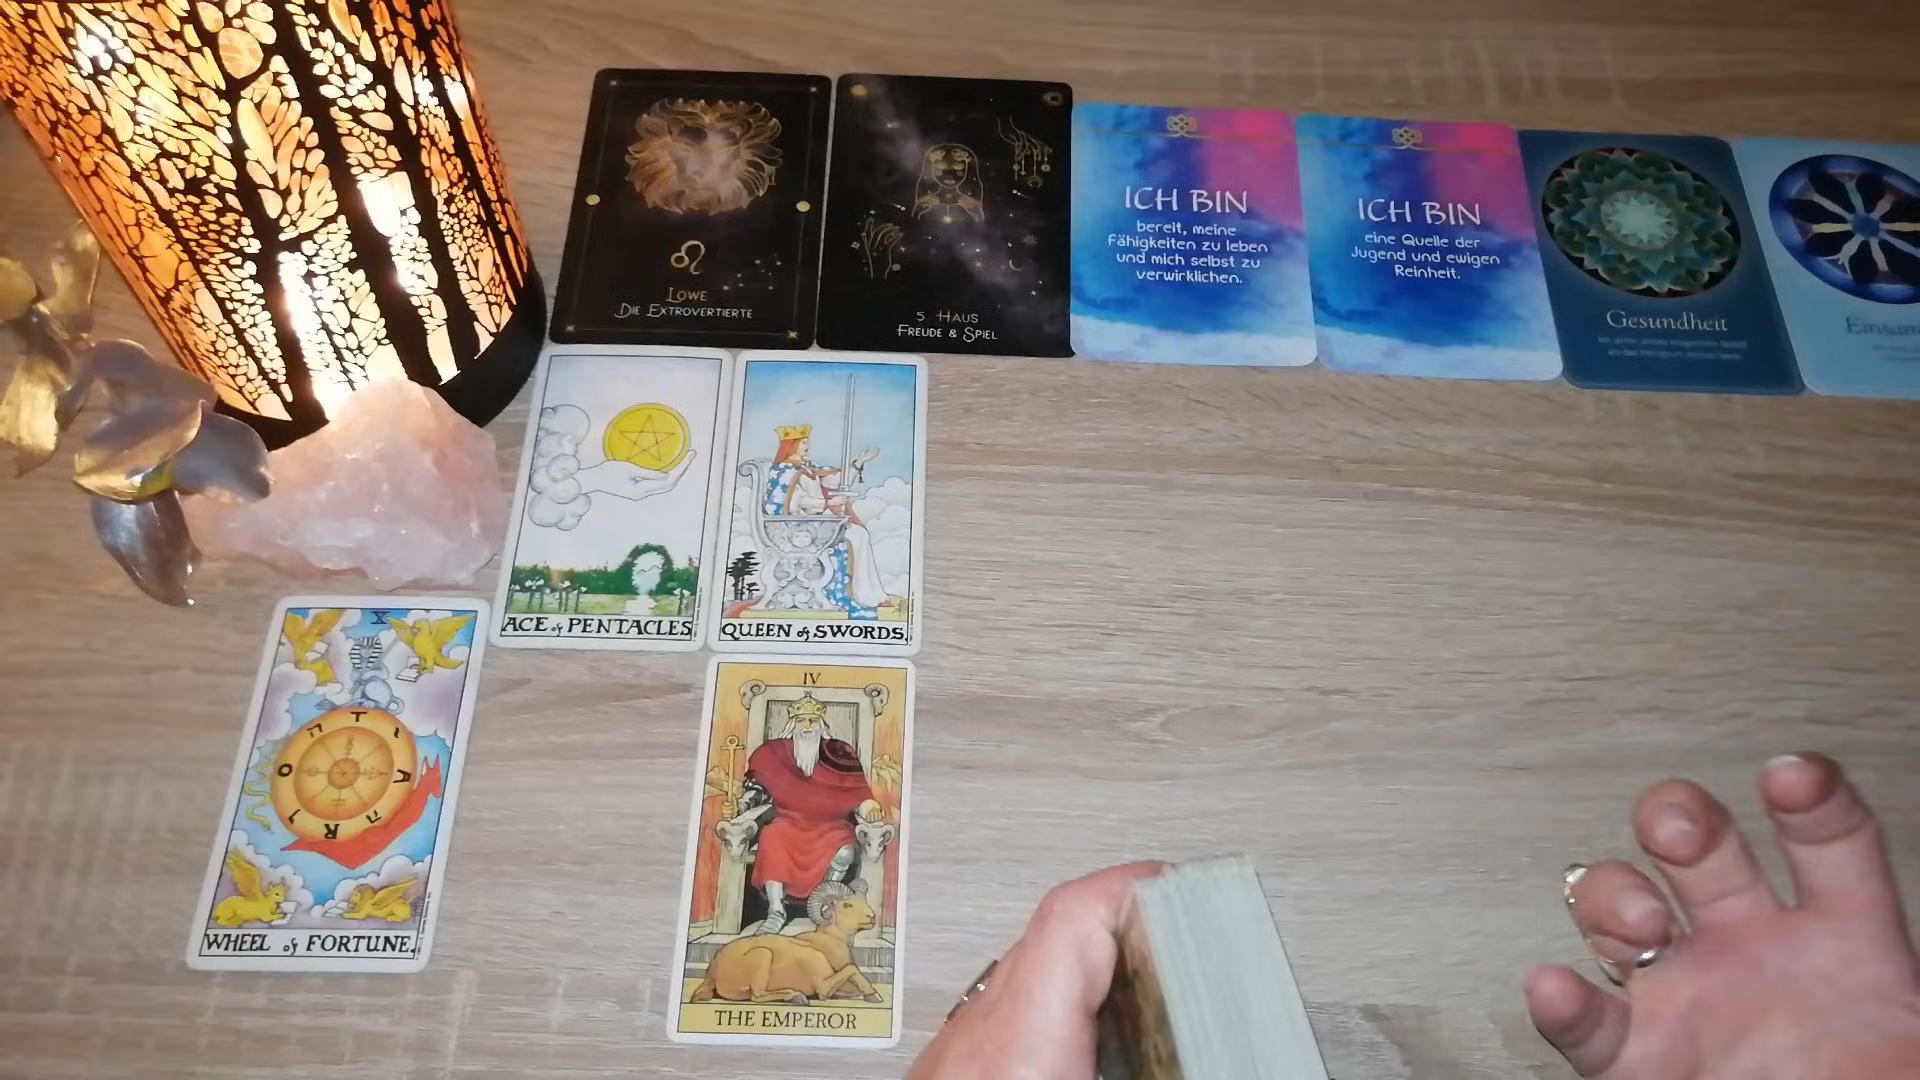 LÖWE
DIE EXTROVERTIERTE
5. HAUS
FREUDE & SPIEL
ICH BIN
bereit, meine
Fähigkeiten zu leben
und mich selbst zu
verwirklichen.
ICH BIN
eine Quelle der
Jugend und ewigen
Reinheit.
Gesundheit
ACE of PENTACLES
QUEEN of SWORDS.
X
WHEEL of FORTUNE.
IV
THE EMPEROR